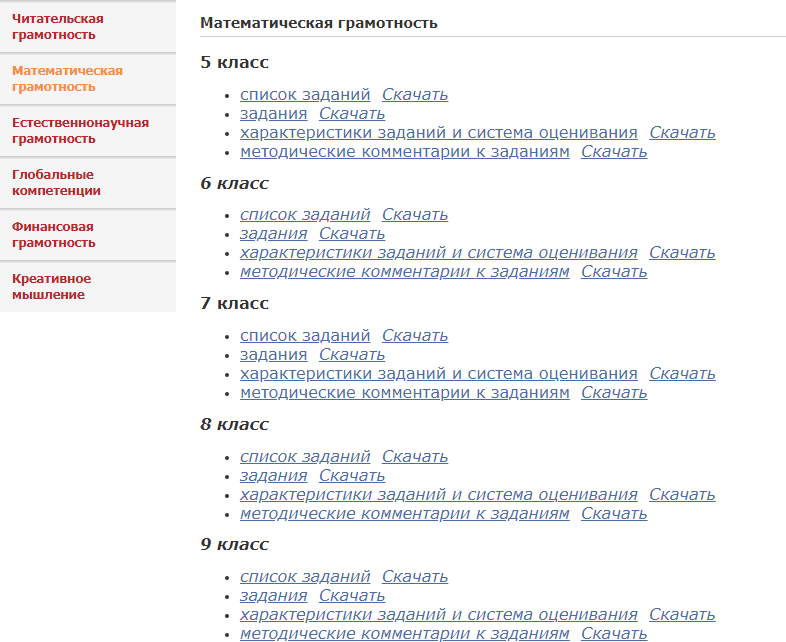 Читательская
грамотность
Математическая
грамотность
Естественнонаучная
грамотность
Глобальные
компетенции
Финансовая
грамотность
Креативное
мышление
Математическая грамотность
5 класс
список заданий Скачать
задания Скачать
характеристики заданий и система оценивания Скачать
методические комментарии к заданиям Скачать
6 класс
список заданий Скачать
задания Скачать
характеристики заданий и система оценивания Скачать
методические комментарии к заданиям Скачать
7 класс
список заданий Скачать
задания Скачать
характеристики заданий и система оценивания Скачать
методические комментарии к заданиям Скачать
8 класс
список заданий Скачать
задания Скачать
характеристики заданий и система оценивания Скачать
методические комментарии к заданиям Скачать
9 класс
список заданий Скачать
задания Скачать
характеристики заданий и система оценивания Скачать
методические комментарии к заданиям Скачать